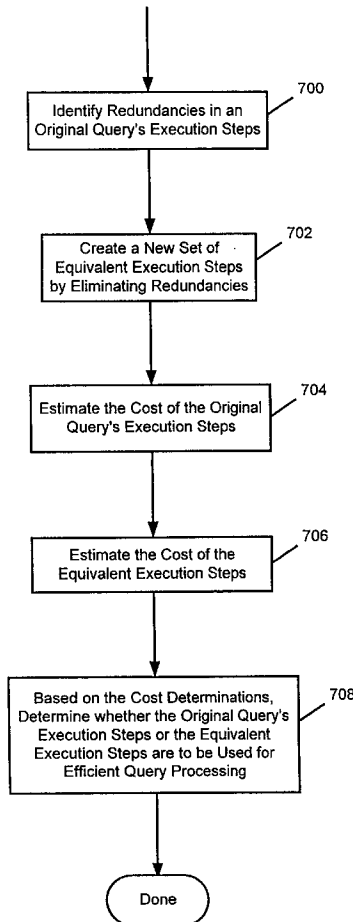 700
Identify Redundancies in an
Original Query's Execution Steps
702
Create a New Set of
Equivalent Execution Steps
by Eliminating Redundancies
704
Estimate the Cost of the Original
Query's Execution Steps
706
Estimate the Cost of the
Equivalent Execution Steps
708
Based on the Cost Determinations,
Determine whether the Original Query's
Execution Steps or the Equivalent
Execution Steps are to be Used for
Efficient Query Processing
Done